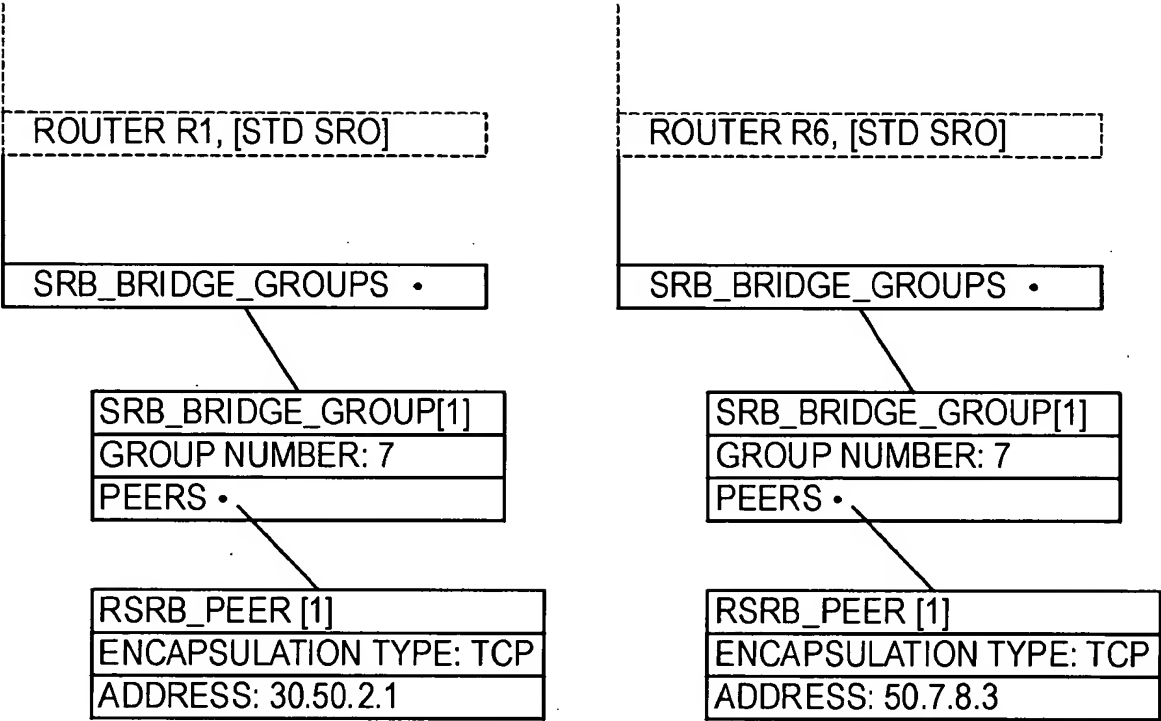 ROUTER R1, [STD SRO]
SRB_BRIDGE_GROUPS •
SRB_BRIDGE_GROUP[1]
GROUP NUMBER: 7
PEERS •
RSRB_PEER [1]
ENCAPSULATION TYPE: TCP
ADDRESS: 30.50.2.1
ROUTER R6, [STD SRO]
SRB_BRIDGE_GROUPS •
SRB_BRIDGE_GROUP[1]
GROUP NUMBER: 7
PEERS •
RSRB_PEER [1]
ENCAPSULATION TYPE: TCP
ADDRESS: 50.7.8.3